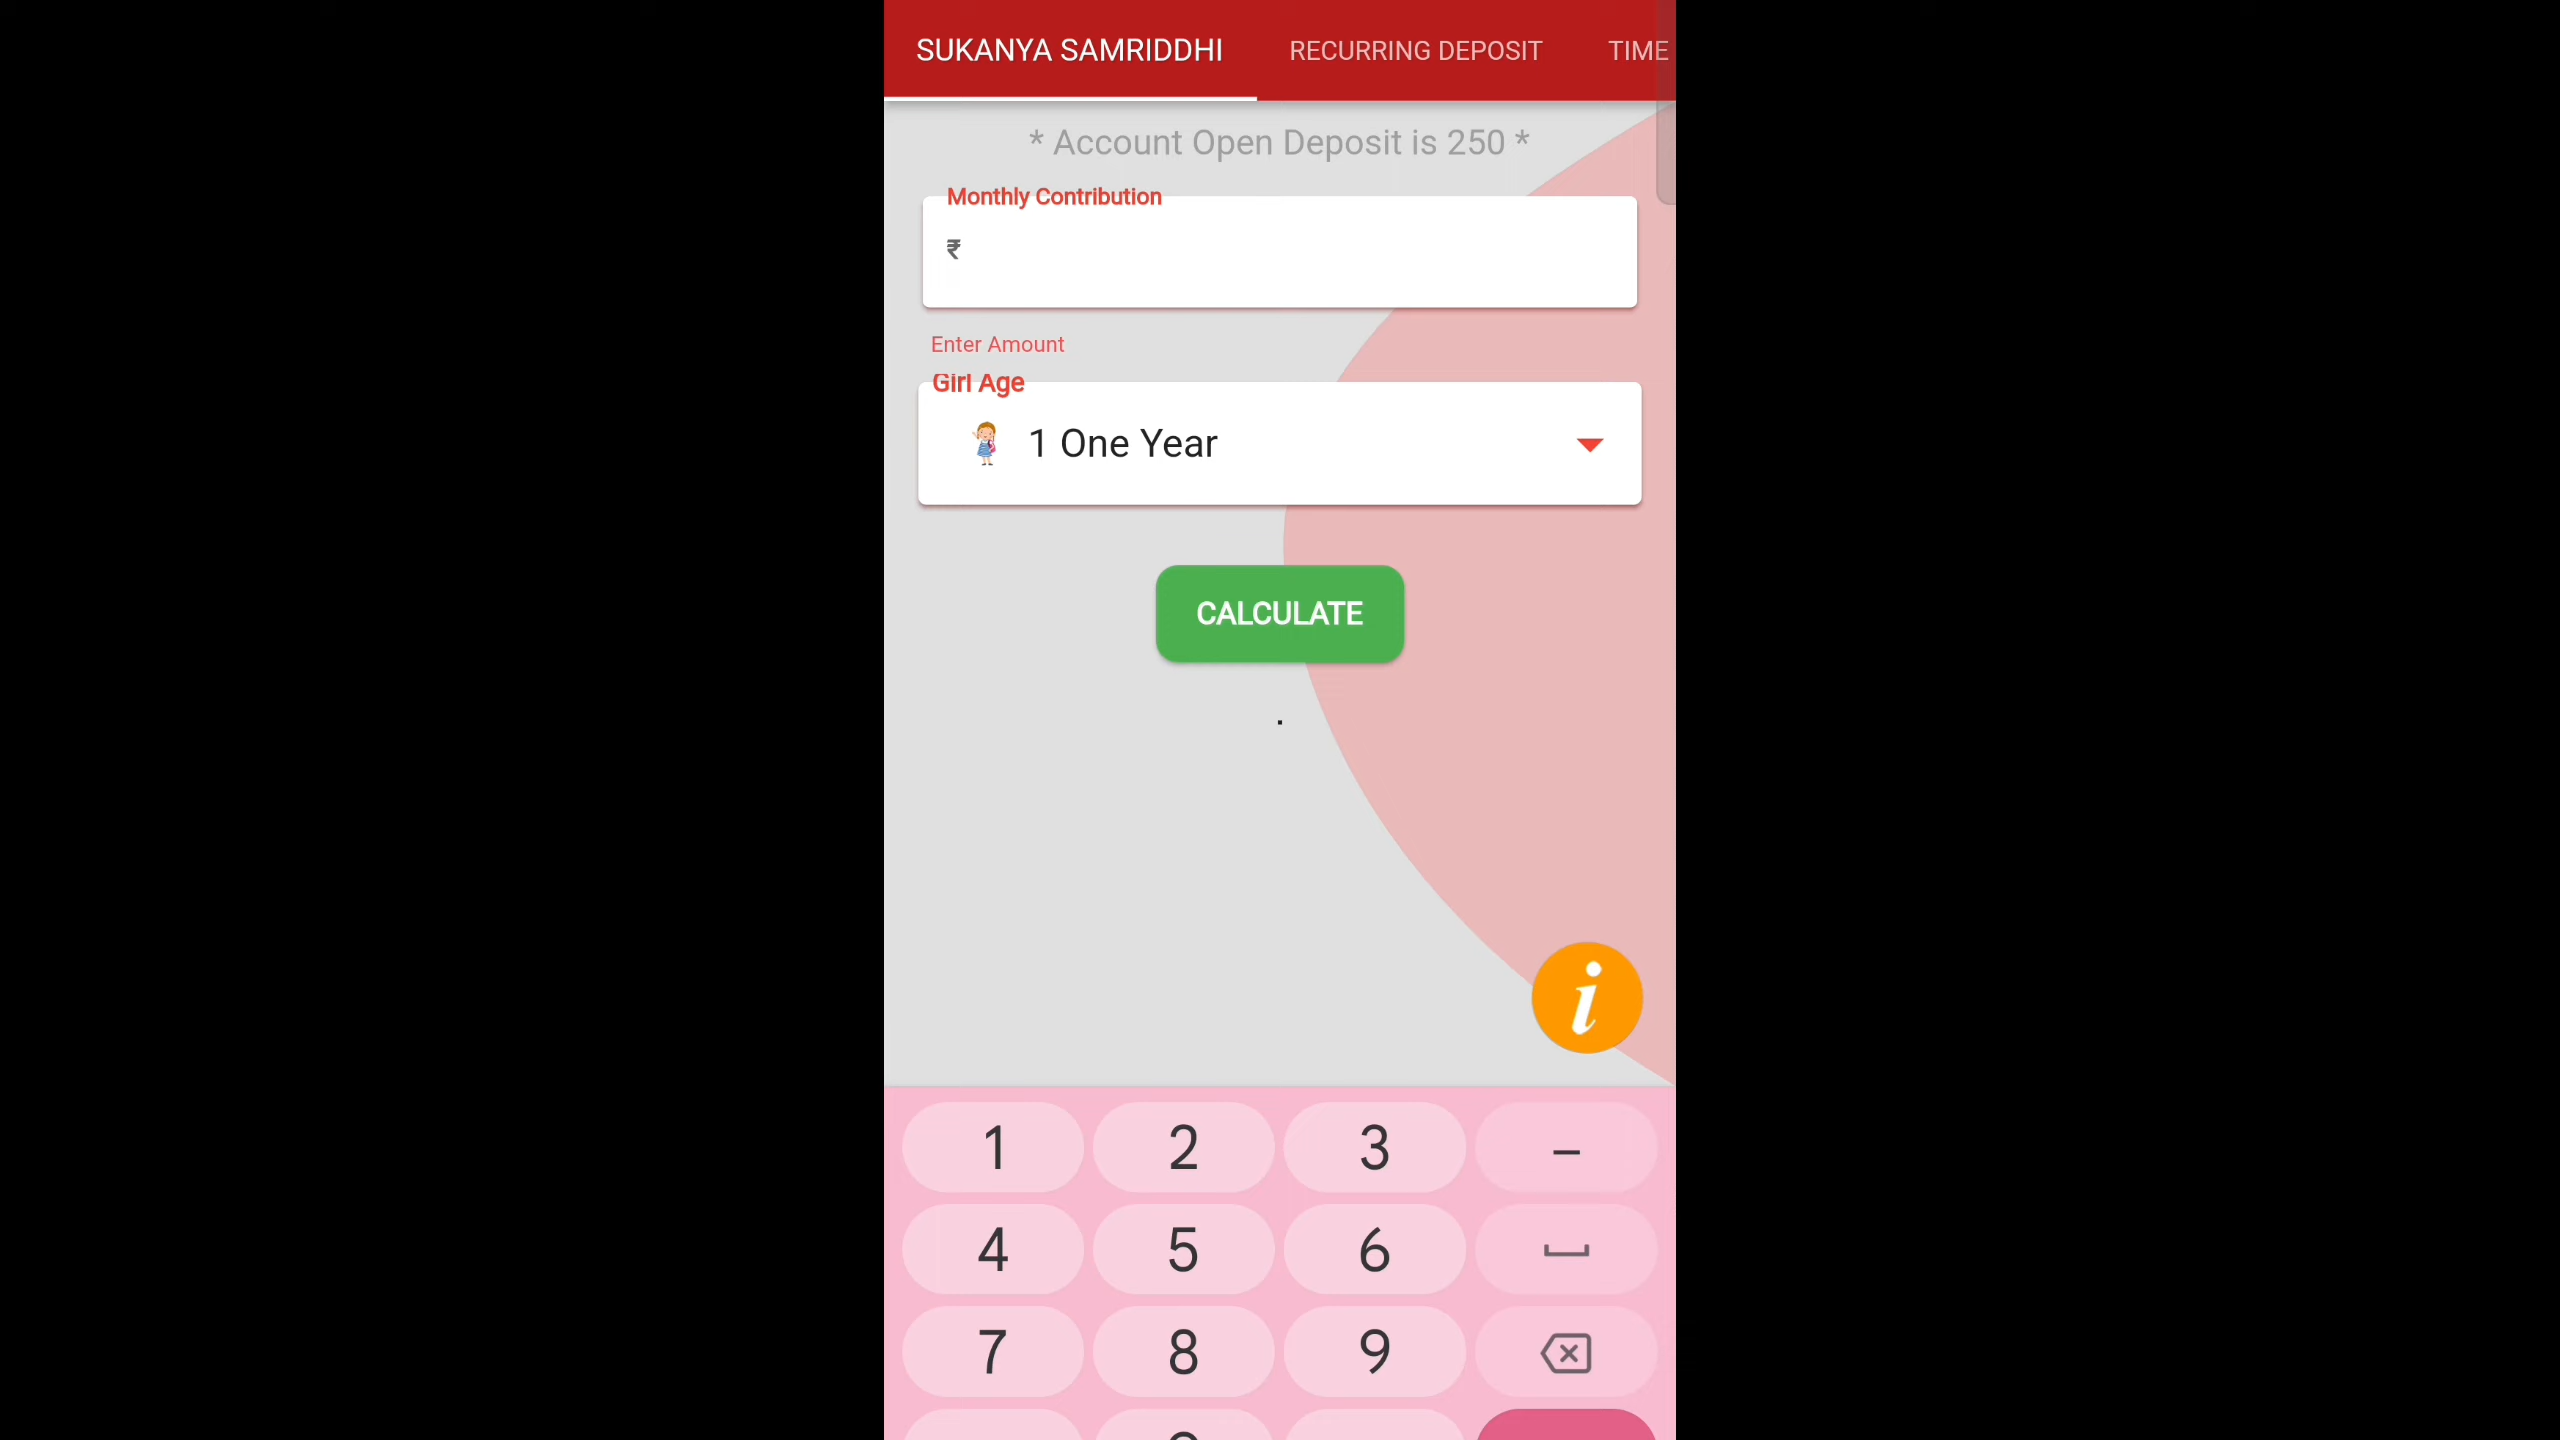 SUKANYA SAMRIDDHI RECURRING DEPOSIT TIME
* Account Open Deposit is 250 *
Monthly Contribution
₹
Enter Amount
Girl Age
1 One Year
CALCULATE
.
i
1 2 3 –
4 5 6
7 8 9